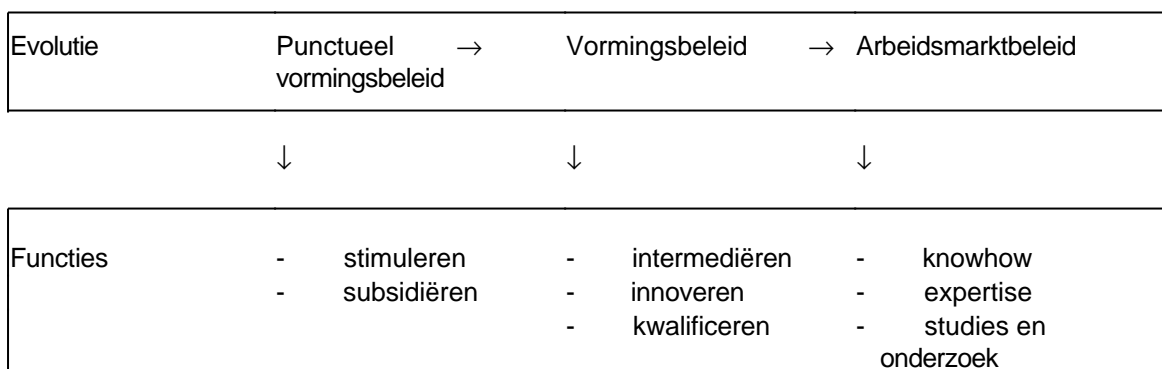 Evolutie Punctueel → Vormingsbeleid → Arbeidsmarktbeleid
vormingsbeleid
↓ ↓ ↓
Functies - stimuleren - intermediëren - knowhow
- subsidiëren - innoveren - expertise
- kwalificeren - studies en
onderzoek